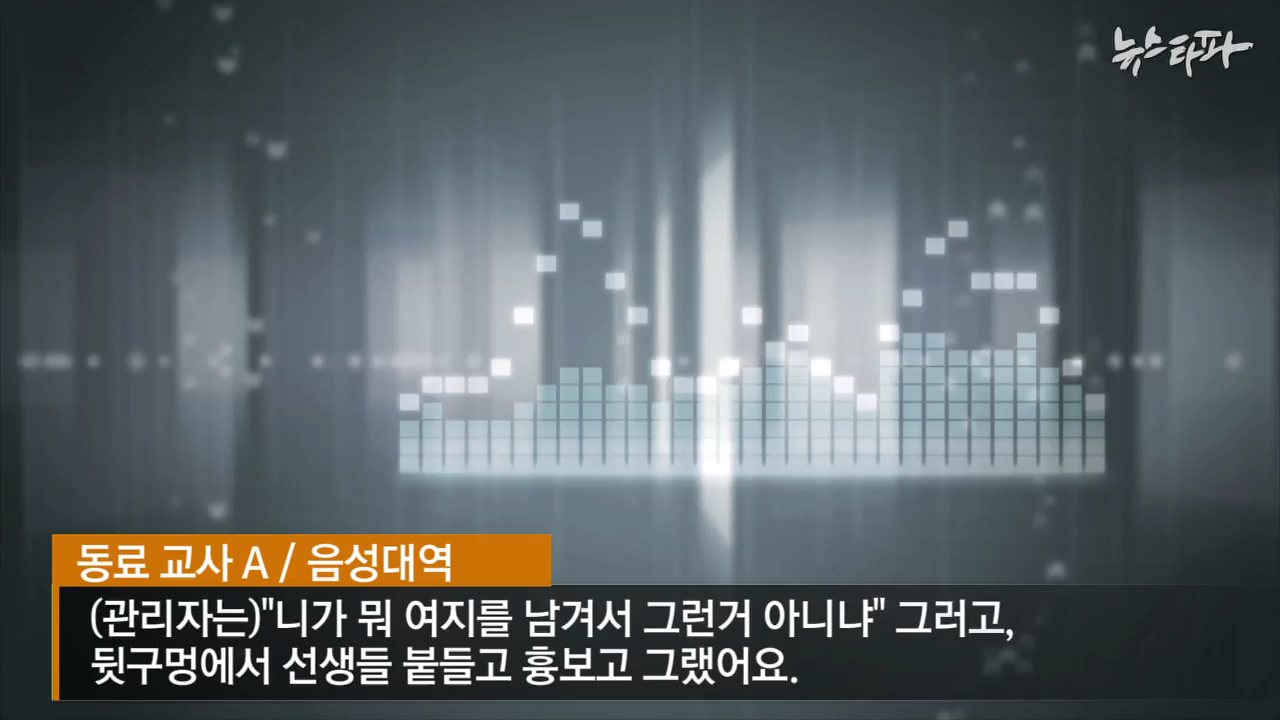 뉴스타파
동료 교사 A / 음성대역
(관리자는)"니가 뭐 여지를 남겨서 그런거 아니냐" 그러고,
뒷구멍에서 선생들 붙들고 흉보고 그랬어요.